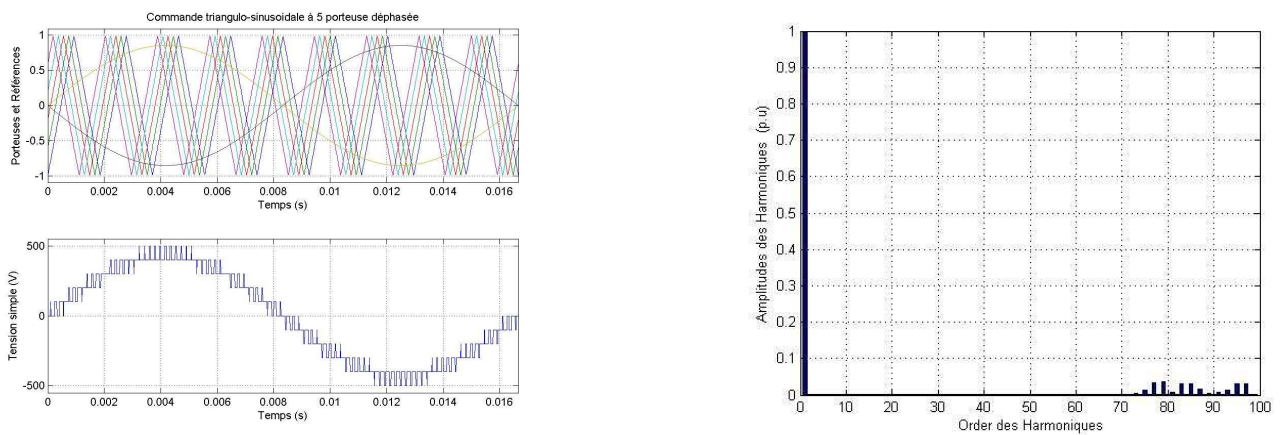 Commande triangulo-sinusoidale à 5 porteuse déphasée
Porteuses et Références
1
0.5
0
-0.5
-1
0 0.002 0.004 0.006 0.008 0.01 0.012 0.014 0.016
Temps (s)
Tension simple (V)
500
0
-500
0 0.002 0.004 0.006 0.008 0.01 0.012 0.014 0.016
Temps (s)
Amplitudes des Harmoniques (p.u)
0.9
0.8
0.7
0.6
0.5
0.4
0.3
0.2
0.1
0
0 10 20 30 40 50 60 70 80 90 100
Order des Harmoniques